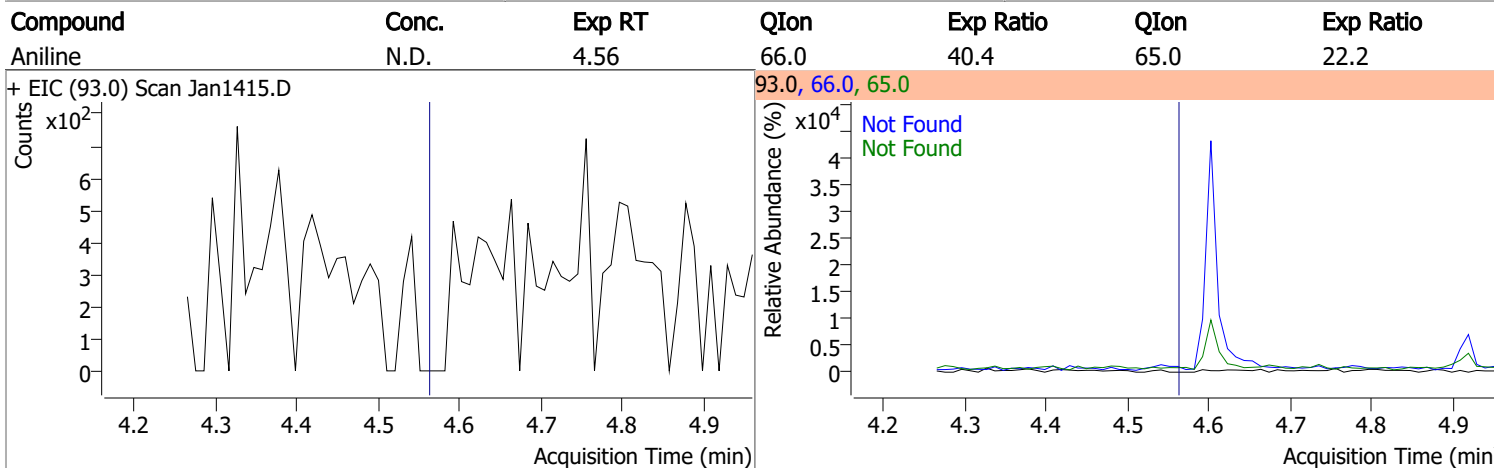 Compound Conc. Exp RT QIon Exp Ratio QIon Exp Ratio
Aniline N.D. 4.56 66.0 40.4 65.0 22.2
+ EIC (93.0) Scan Jan1415.D
Counts
x10²
6
5
4
3
2
1
0
4.2 4.3 4.4 4.5 4.6 4.7 4.8 4.9
Acquisition Time (min)
93.0, 66.0, 65.0
Relative Abundance (%)
x10⁴
Not Found
Not Found
4
3.5
3
2.5
2
1.5
1
0.5
0
4.2 4.3 4.4 4.5 4.6 4.7 4.8 4.9
Acquisition Time (min